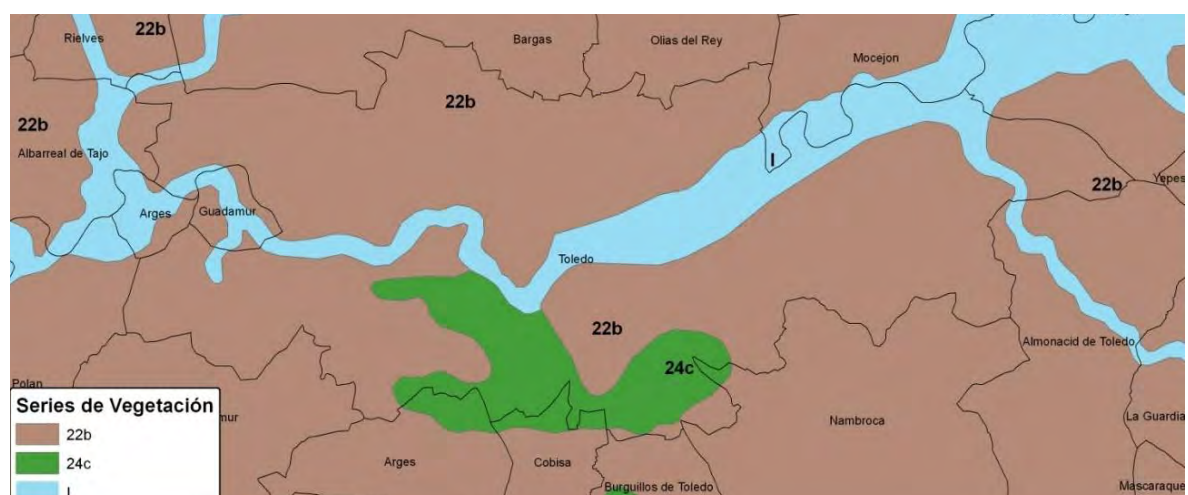 Rielves
22b
Bargas
Olias del Rey
Mocejon
22b
22b
Albarreal de Tajo
I
22b
Yepes
Arges
Guadamur
Toledo
22b
Almonacid de Toledo
24c
Polan
Series de Vegetación
mur
22b
Nambroca
La Guardia
24c
Arges
Cobisa
I
Burguillos de Toledo
Mascaraque